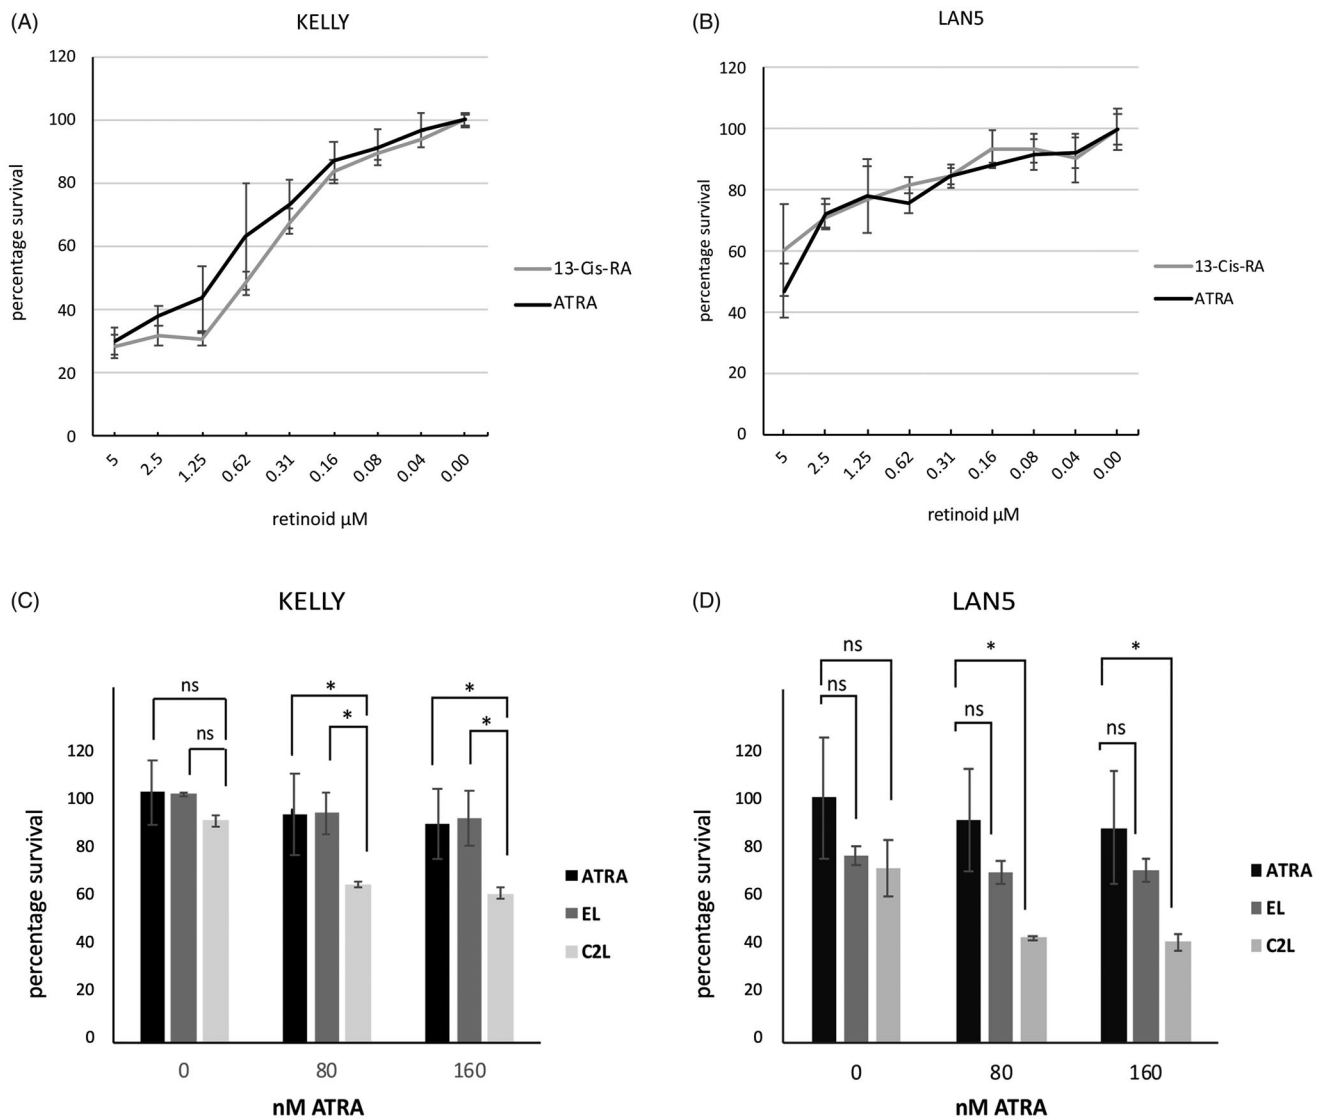 (A)
KELLY
120
100
80
60
40
20
0
percentage survival
5 2.5 1.25 0.62 0.31 0.16 0.08 0.04 0.00
retinoid µM
13-Cis-RA
ATRA
(B)
LAN5
120
100
80
60
40
20
0
percentage survival
5 2.5 1.25 0.62 0.31 0.16 0.08 0.04 0.00
retinoid µM
13-Cis-RA
ATRA
(C)
KELLY
ns
ns
*
*
*
*
120
100
80
60
40
20
0
percentage survival
0 80 160
nM ATRA
ATRA
EL
C2L
(D)
LAN5
ns
ns
*
ns
*
ns
120
100
80
60
40
20
0
percentage survival
0 80 160
nM ATRA
ATRA
EL
C2L